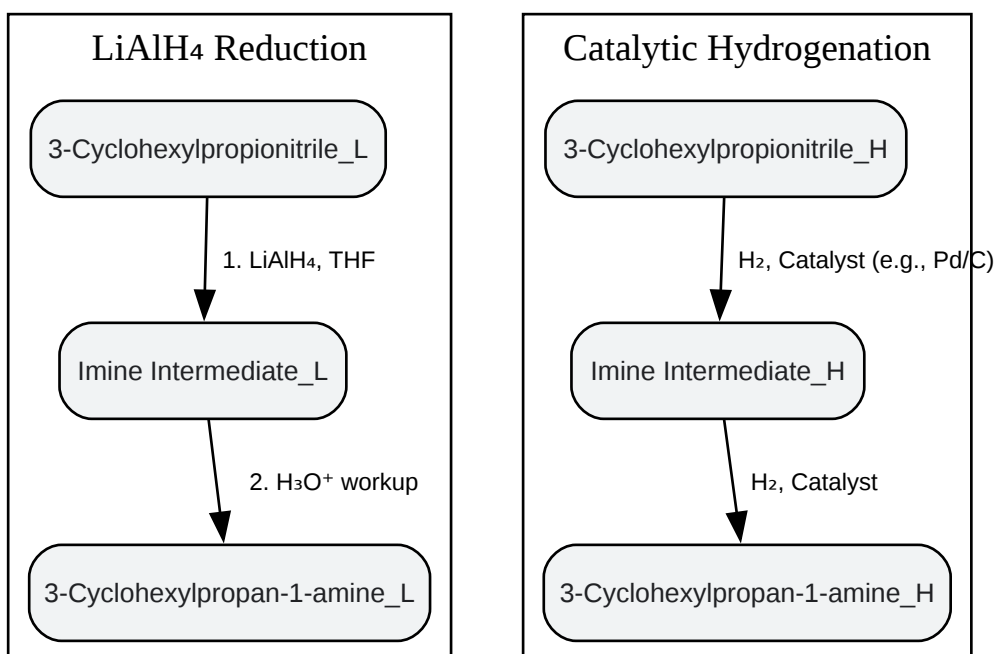 LiAlH₄ Reduction
3-Cyclohexylpropionitrile_L
1. LiAlH₄, THF
Imine Intermediate_L
2. H₃O⁺ workup
3-Cyclohexylpropan-1-amine_L
Catalytic Hydrogenation
3-Cyclohexylpropionitrile_H
H₂, Catalyst (e.g., Pd/C)
Imine Intermediate_H
H₂, Catalyst
3-Cyclohexylpropan-1-amine_H